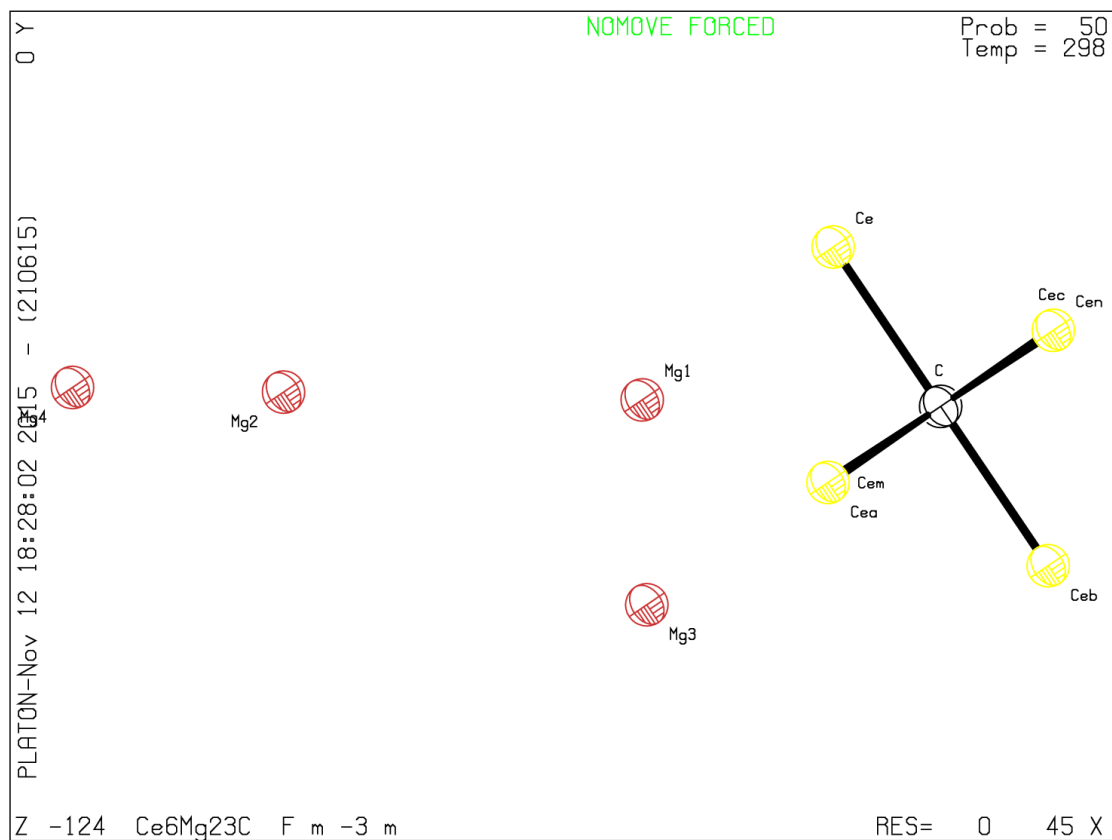 NOMOVE FORCED
Prob = 50
Temp = 298
O Y
PLATON-Nov 12 18:28:02 2015 - (210615)
Ce
Cec Cen
C
Mg1
Mg4
Mg2
Cem
Cea
Ceb
Mg3
Z -124 Ce6Mg23C F m -3 m
RES= 0 45 X